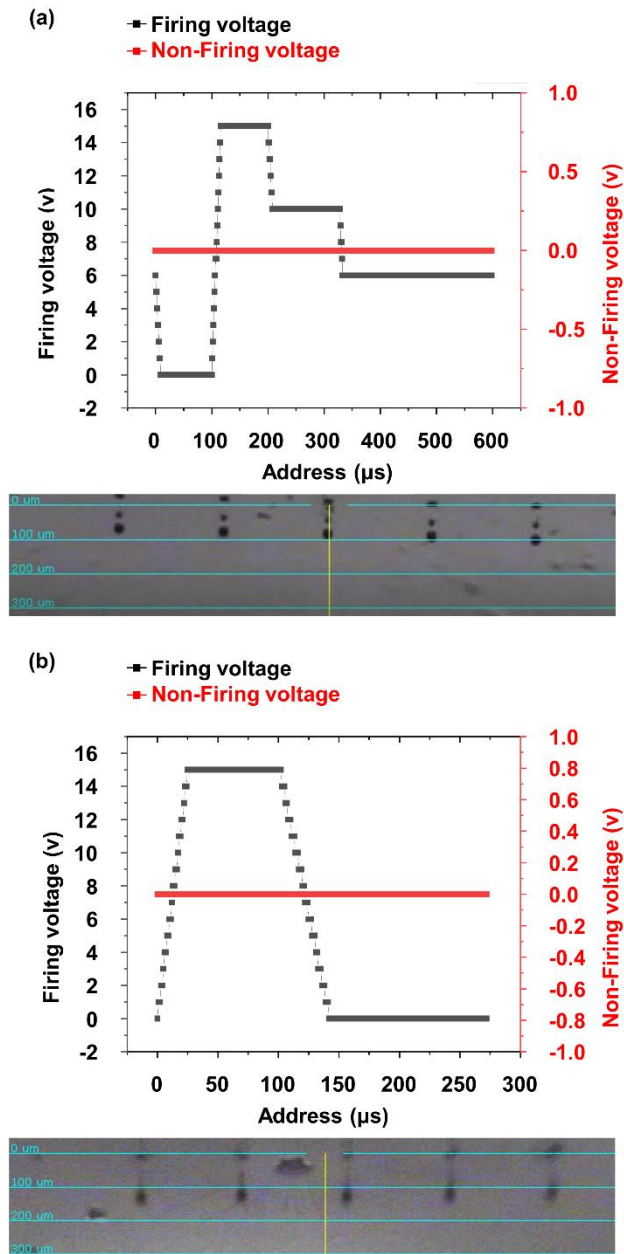 (a)
Firing voltage
Non-Firing voltage
16
14
12
10
8
6
4
2
0
-2
Firing voltage (v)
1.0
0.5
0.0
-0.5
-1.0
Non-Firing voltage (v)
0 100 200 300 400 500 600
Address (µs)
0 um
100 um
200 um
300 um
(b)
Firing voltage
Non-Firing voltage
16
14
12
10
8
6
4
2
0
-2
Firing voltage (v)
1.0
0.8
0.6
0.4
0.2
0.0
-0.2
-0.4
-0.6
-0.8
-1.0
Non-Firing voltage (v)
0 50 100 150 200 250 300
Address (µs)
0 um
100 um
200 um
300 um